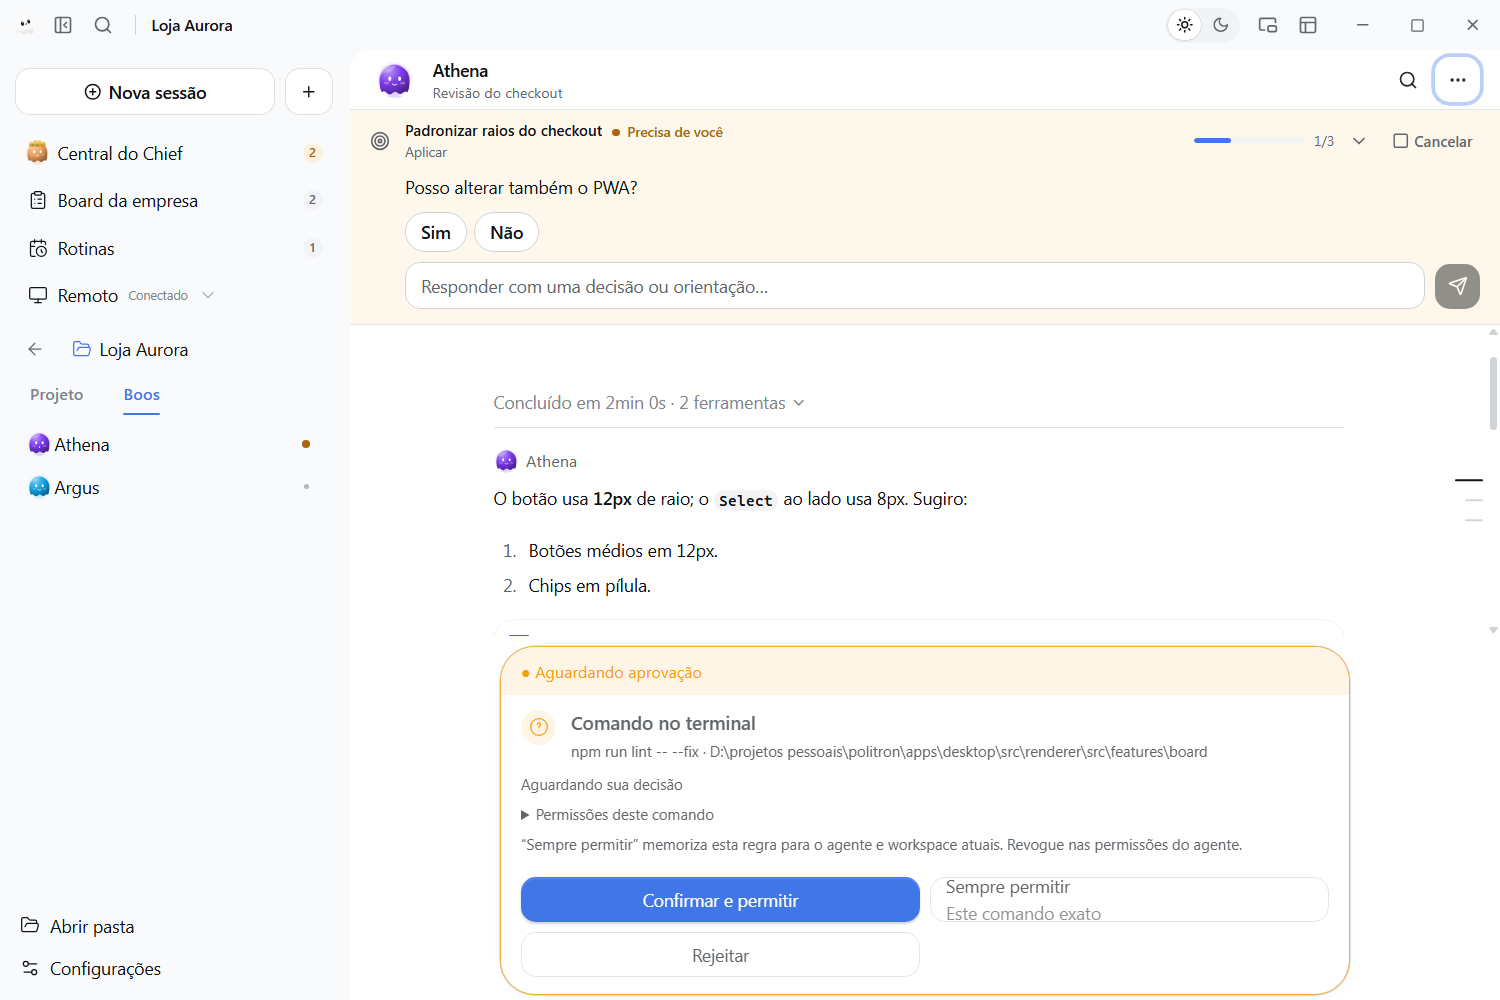 Loja Aurora
Nova sessão
Central do Chief
2
Board da empresa
2
Rotinas
1
Remoto Conectado
Loja Aurora
Projeto
Boos
Athena
Argus
Abrir pasta
Configurações
Athena
Revisão do checkout
Padronizar raios do checkout
Precisa de você
Aplicar
1/3
Cancelar
Posso alterar também o PWA?
Sim
Não
Responder com uma decisão ou orientação...
Concluído em 2min 0s · 2 ferramentas
Athena
O botão usa 12px de raio; o Select ao lado usa 8px. Sugiro:
1. Botões médios em 12px.
2. Chips em pílula.
Aguardando aprovação
Comando no terminal
npm run lint -- --fix · D:\projetos pessoais\politron\apps\desktop\src\renderer\src\features\board
Aguardando sua decisão
Permissões deste comando
“Sempre permitir” memoriza esta regra para o agente e workspace atuais. Revogue nas permissões do agente.
Confirmar e permitir
Sempre permitir
Este comando exato
Rejeitar